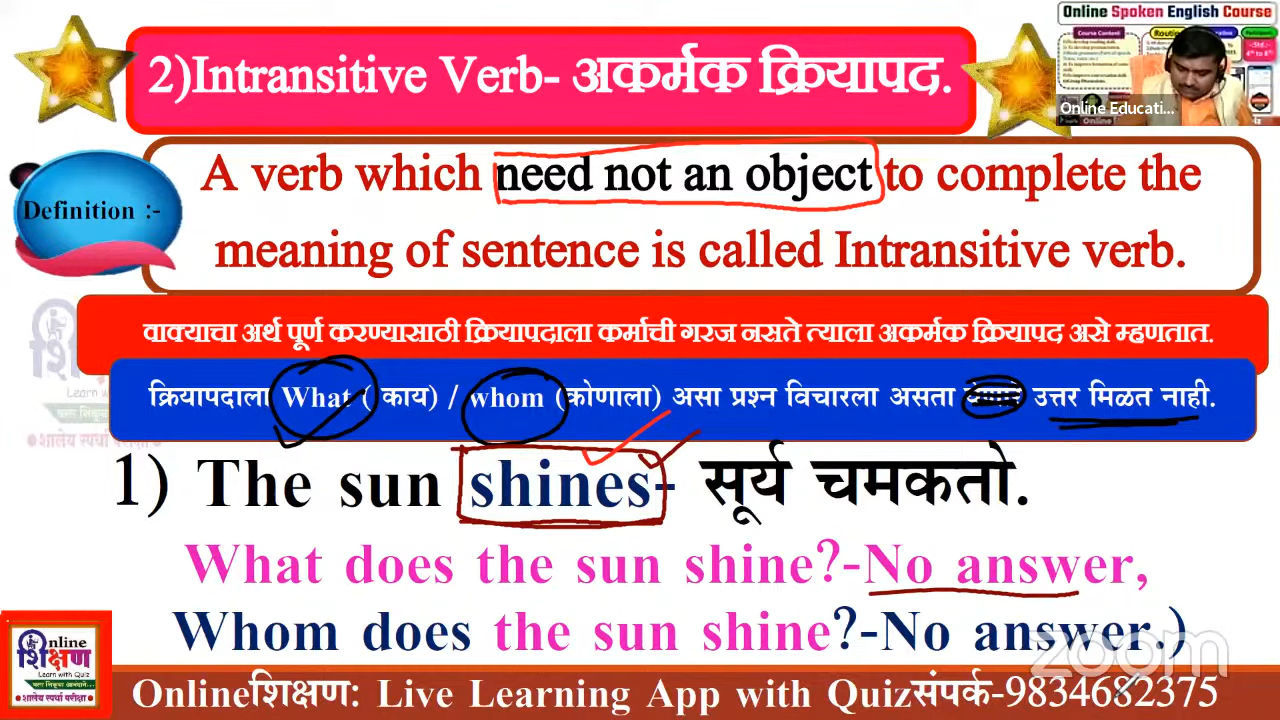 Online Spoken English Course
Course Content:
2)Intransitive Verb- अकर्मक क्रियापद.
Online Educati...
Definition :-
A verb which need not an object to complete the
meaning of sentence is called Intransitive verb.
वाक्याचा अर्थ पूर्ण करण्यासाठी क्रियापदाला कर्माची गरज नसते त्याला अकर्मक क्रियापद असे म्हणतात.
क्रियापदाला What ( काय) / whom (कोणाला) असा प्रश्न विचारला असता उत्तर मिळत नाही.
1) The sun shines- सूर्य चमकतो.
What does the sun shine?-No answer,
Whom does the sun shine?-No answer.)
zoom
Online
शिक्षण
Learn with Quiz
शालेय स्पर्धा परीक्षा
Onlineशिक्षण: Live Learning App with Quizसंपर्क-9834682375